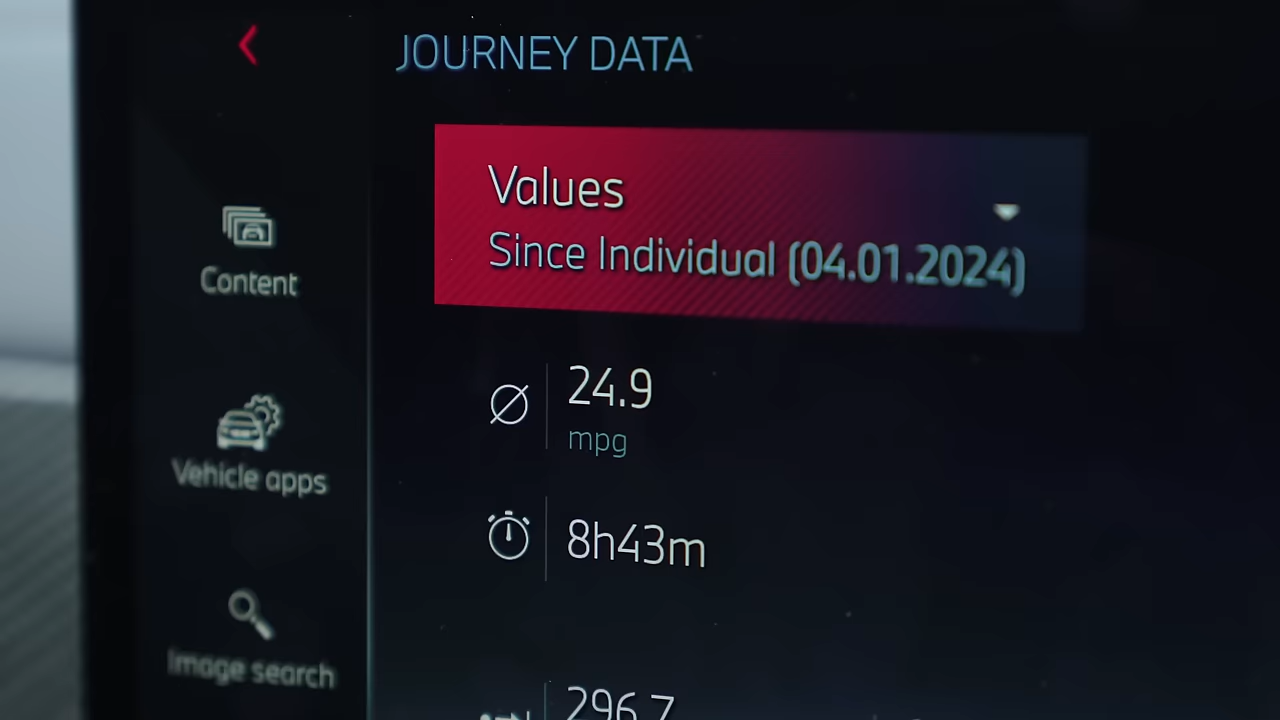 JOURNEY DATA
Values
Since Individual (04.01.2024)
Content
24.9
mpg
Vehicle apps
8h43m
Image search
296.7